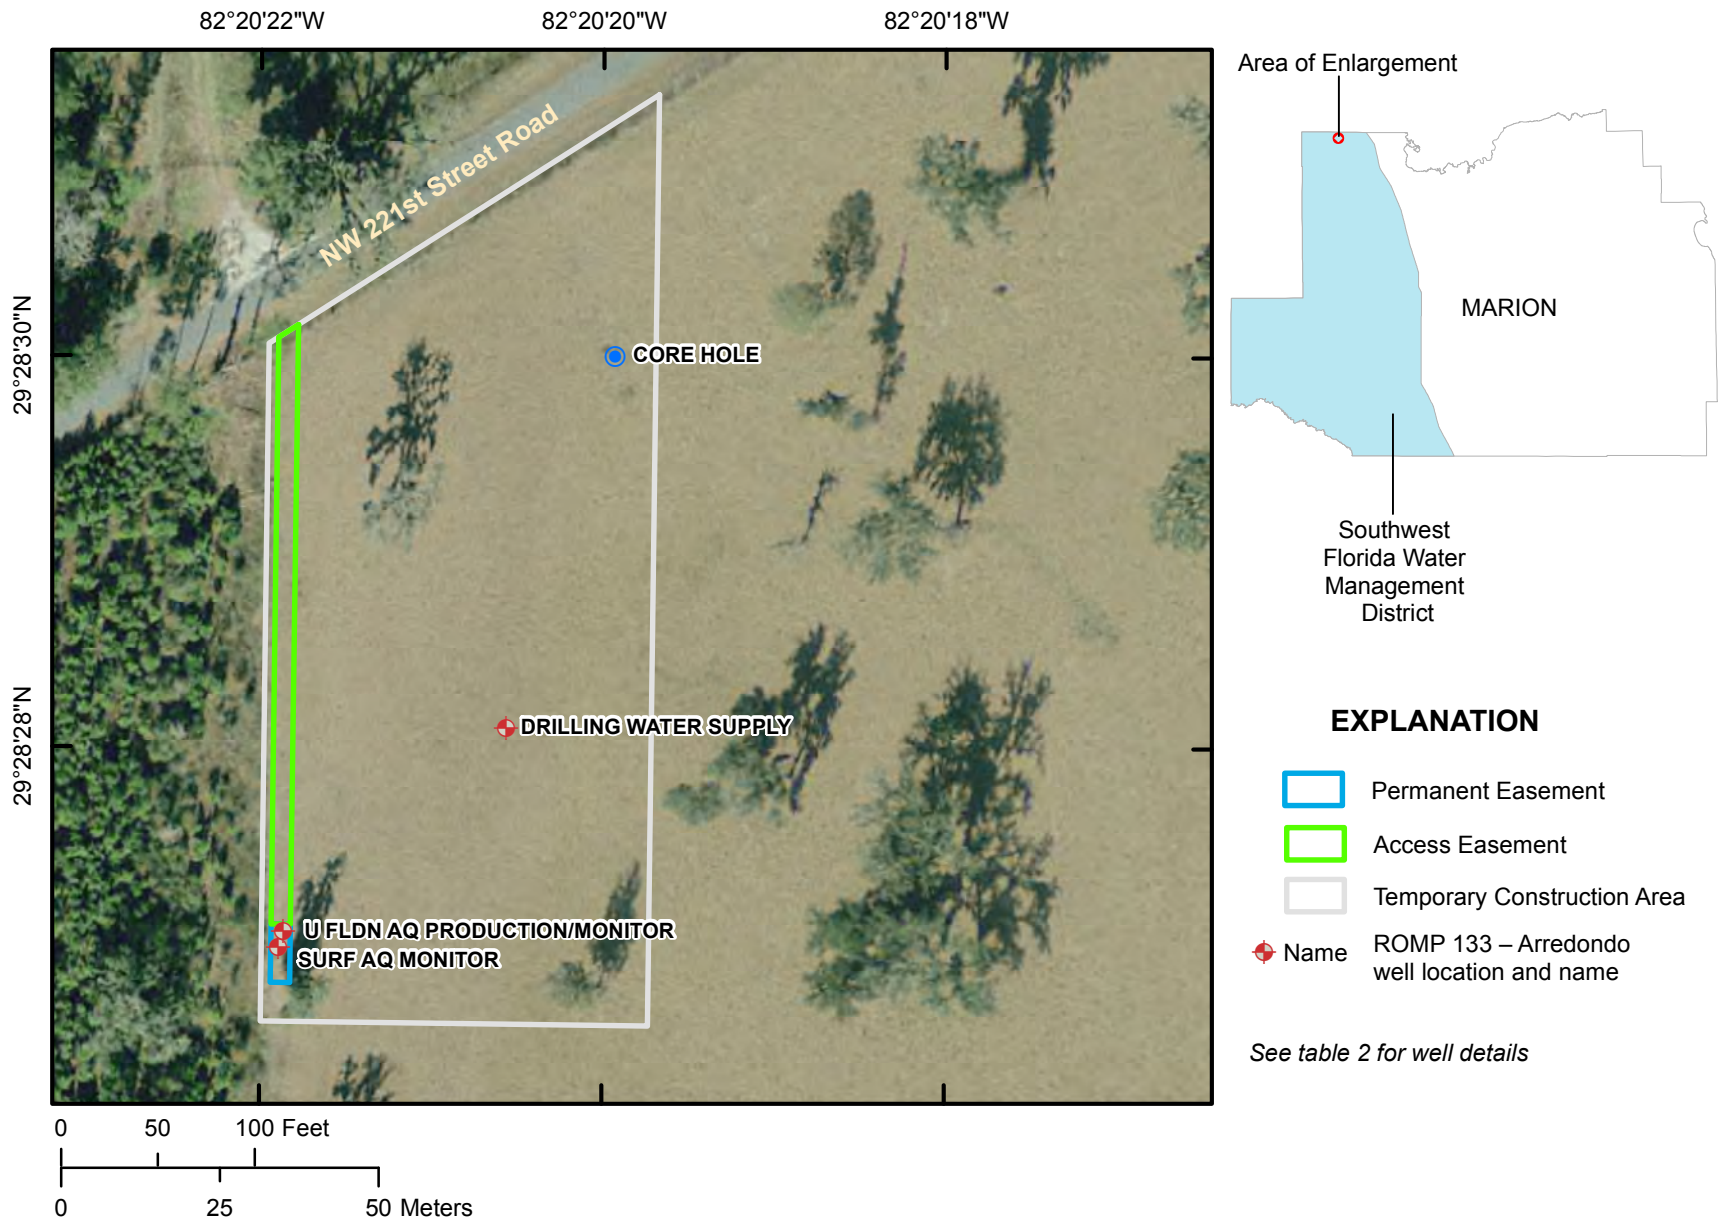 82°20'22"W 82°20'20"W 82°20'18"W
29°28'30"N
29°28'28"N
NW 221st Street Road
CORE HOLE
DRILLING WATER SUPPLY
U FLDN AQ PRODUCTION/MONITOR
SURF AQ MONITOR
0 50 100 Feet
0 25 50 Meters
Area of Enlargement
MARION
Southwest
Florida Water
Management
District
EXPLANATION
Permanent Easement
Access Easement
Temporary Construction Area
Name
ROMP 133 – Arredondo
well location and name
See table 2 for well details